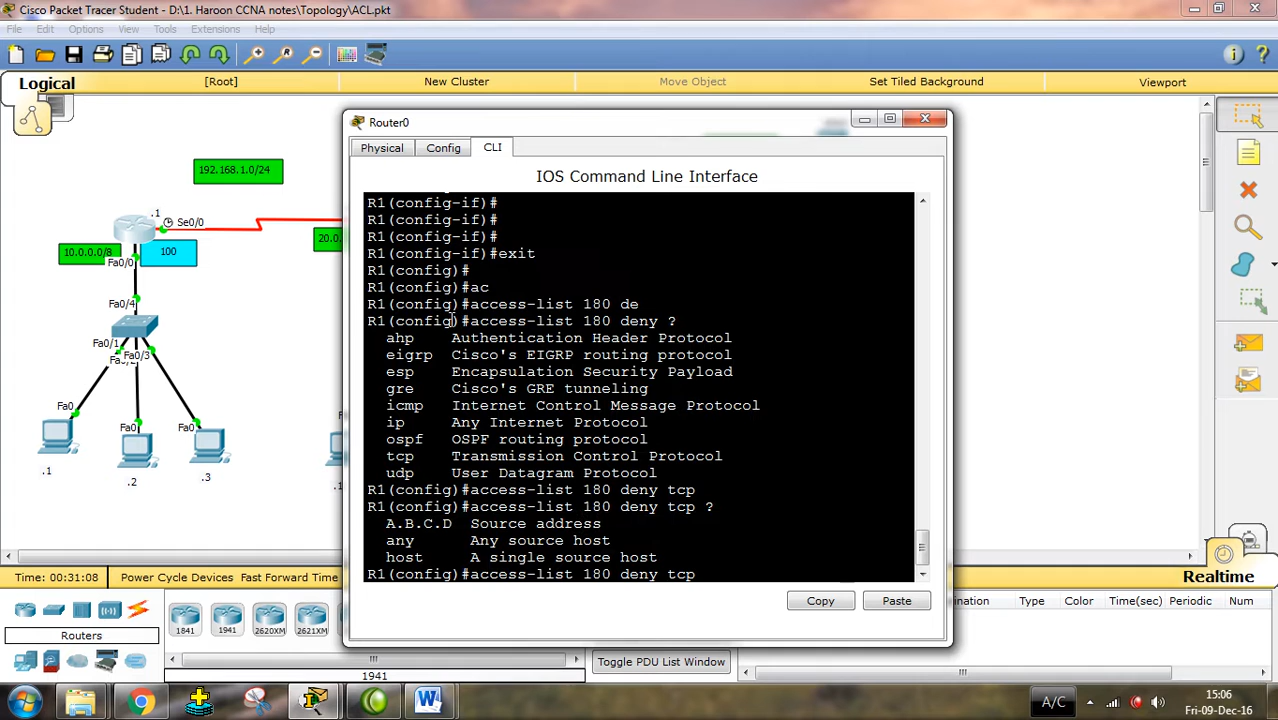 Cisco Packet Tracer Student - D:\1. Haroon CCNA notes\Topology\ACL.pkt
File Edit Options View Tools Extensions Help
Logical [Root] New Cluster Move Object Set Tiled Background Viewport
Router0
Physical Config CLI
IOS Command Line Interface
R1(config-if)#
R1(config-if)#
R1(config-if)#
R1(config-if)#exit
R1(config)#
R1(config)#ac
R1(config)#access-list 180 de
R1(config)#access-list 180 deny ?
ahp Authentication Header Protocol
eigrp Cisco's EIGRP routing protocol
esp Encapsulation Security Payload
gre Cisco's GRE tunneling
icmp Internet Control Message Protocol
ip Any Internet Protocol
ospf OSPF routing protocol
tcp Transmission Control Protocol
udp User Datagram Protocol
R1(config)#access-list 180 deny tcp
R1(config)#access-list 180 deny tcp ?
A.B.C.D Source address
any Any source host
host A single source host
R1(config)#access-list 180 deny tcp
Copy Paste
192.168.1.0/24
.1 Se0/0
10.0.0.0/8 100 20.0
Fa0/0
Fa0/4
Fa0/1
Fa0/3
Fa0 Fa0 Fa0
.1 .2 .3
Time: 00:31:08 Power Cycle Devices Fast Forward Time
Realtime
Routers
1841 1941 2620XM 2621XM
1941
Toggle PDU List Window
ination Type Color Time(sec) Periodic Num
A/C
15:06
Fri-09-Dec-16